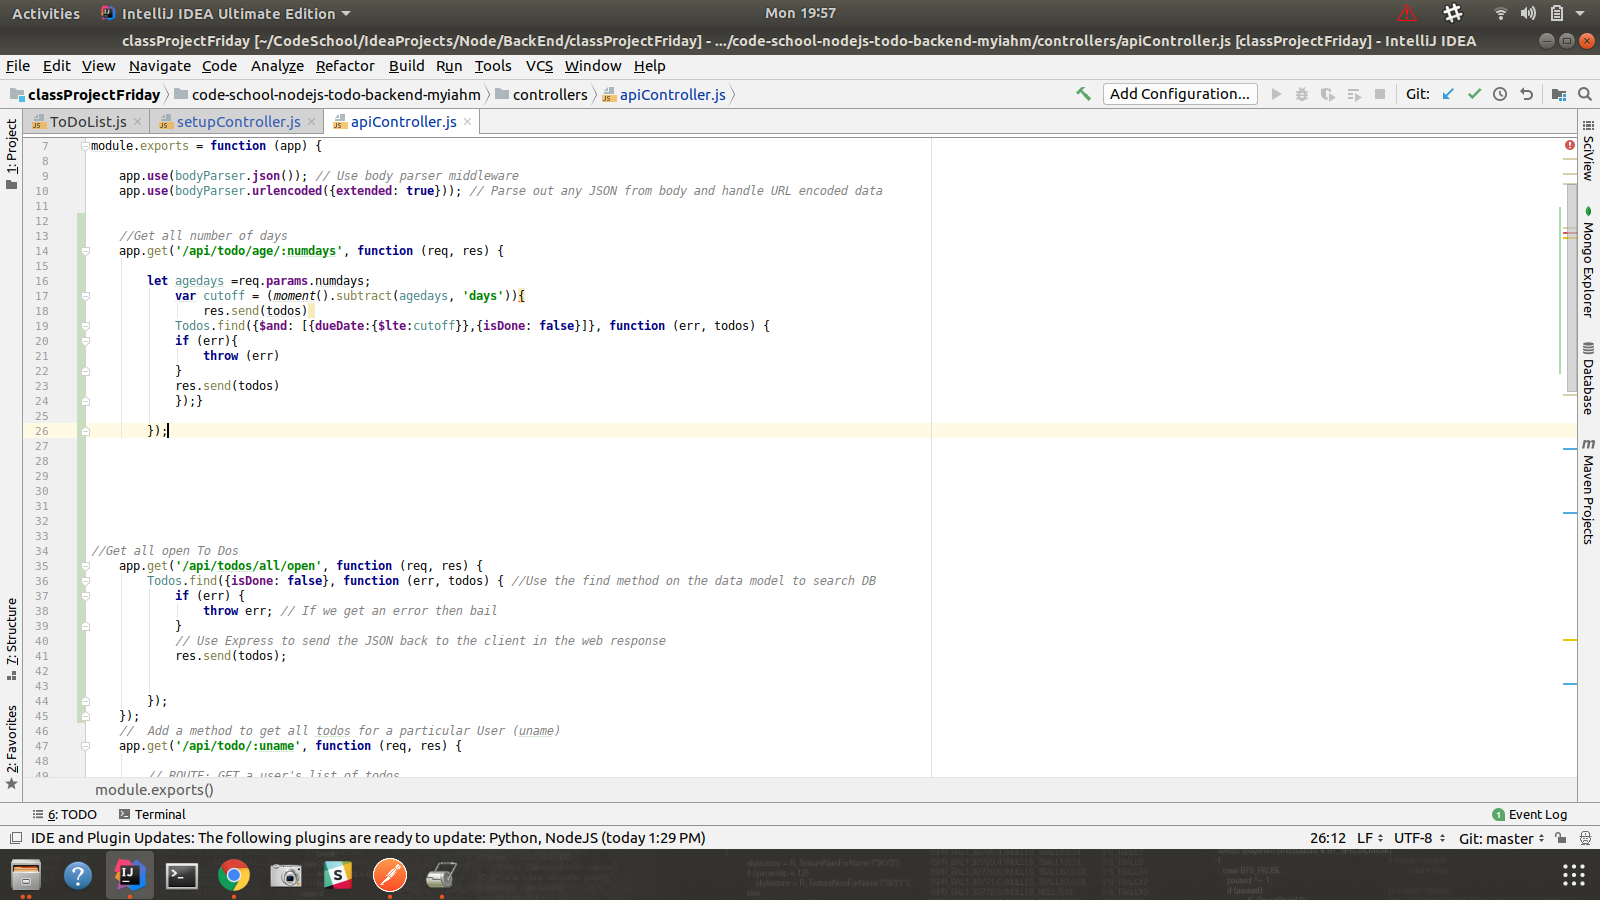 Activities IntelliJ IDEA Ultimate Edition Mon 19:57
classProjectFriday [~/CodeSchool/IdeaProjects/Node/BackEnd/classProjectFriday] - .../code-school-nodejs-todo-backend-myiahm/controllers/apiController.js [classProjectFriday] - IntelliJ IDEA
File Edit View Navigate Code Analyze Refactor Build Run Tools VCS Window Help
classProjectFriday code-school-nodejs-todo-backend-myiahm controllers apiController.js Add Configuration... Git:
ToDoList.js setupController.js apiController.js
1: Project
7: Structure
2: Favorites
7 module.exports = function (app) {
8
9 app.use(bodyParser.json()); // Use body parser middleware
10 app.use(bodyParser.urlencoded({extended: true})); // Parse out any JSON from body and handle URL encoded data
11
12
13 //Get all number of days
14 app.get('/api/todo/age/:numdays', function (req, res) {
15
16 let agedays =req.params.numdays;
17 var cutoff = (moment().subtract(agedays, 'days')){
18 res.send(todos)
19 Todos.find({$and: [{dueDate:{$lte:cutoff}},{isDone: false}]}, function (err, todos) {
20 if (err){
21 throw (err)
22 }
23 res.send(todos)
24 });}
25
26 });
27
28
29
30
31
32
33
34 //Get all open To Dos
35 app.get('/api/todos/all/open', function (req, res) {
36 Todos.find({isDone: false}, function (err, todos) { //Use the find method on the data model to search DB
37 if (err) {
38 throw err; // If we get an error then bail
39 }
40 // Use Express to send the JSON back to the client in the web response
41 res.send(todos);
42
43
44 });
45 });
46 // Add a method to get all todos for a particular User (uname)
47 app.get('/api/todo/:uname', function (req, res) {
48
49 // ROUTE: GET a user's list of todos
SciView
Mongo Explorer
Database
Maven Projects
module.exports()
6: TODO Terminal 1 Event Log
IDE and Plugin Updates: The following plugins are ready to update: Python, NodeJS (today 1:29 PM) 26:12 LF UTF-8 Git: master